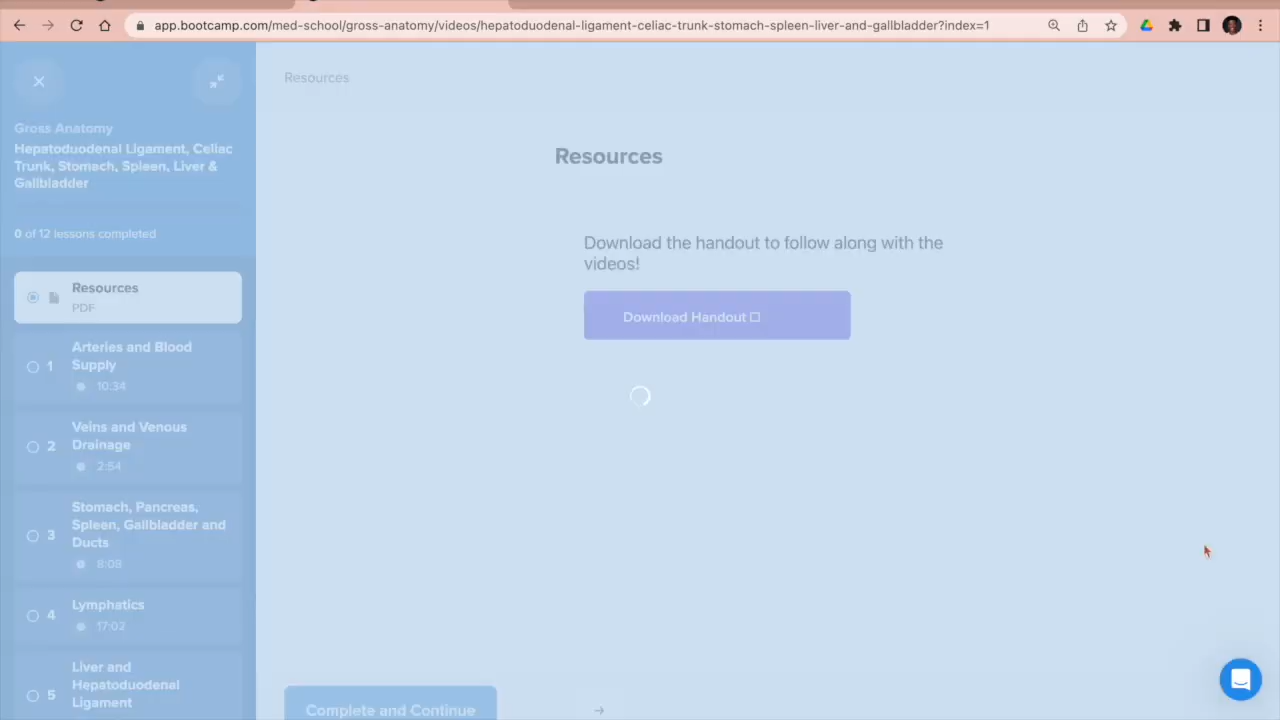 app.bootcamp.com/med-school/gross-anatomy/videos/hepatoduodenal-ligament-celiac-trunk-stomach-spleen-liver-and-gallbladder?index=1
Gross Anatomy
Hepatoduodenal Ligament, Celiac
Trunk, Stomach, Spleen, Liver &
Gallbladder
0 of 12 lessons completed
Resources
PDF
1
Arteries and Blood
Supply
10:34
2
Veins and Venous
Drainage
2:54
3
Stomach, Pancreas,
Spleen, Gallbladder and
Ducts
8:08
4
Lymphatics
17:02
5
Liver and
Hepatoduodenal
Ligament
Resources
Resources
Download the handout to follow along with the
videos!
Download Handout
Complete and Continue